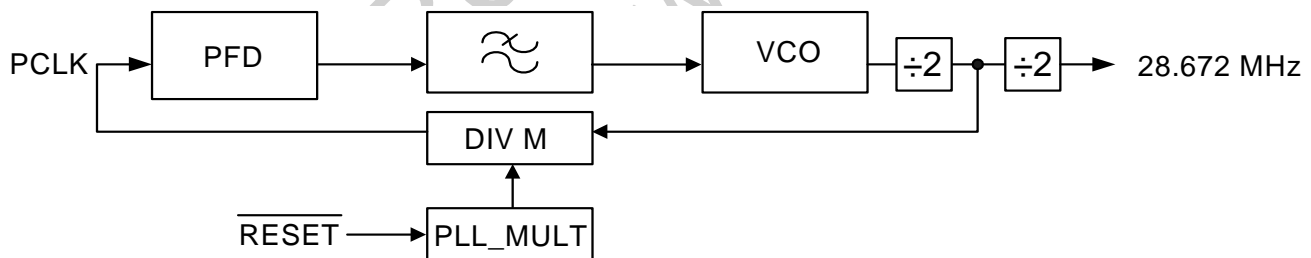 PCLK
PFD
VCO
÷2
÷2
28.672 MHz
DIV M
RESET
PLL_MULT